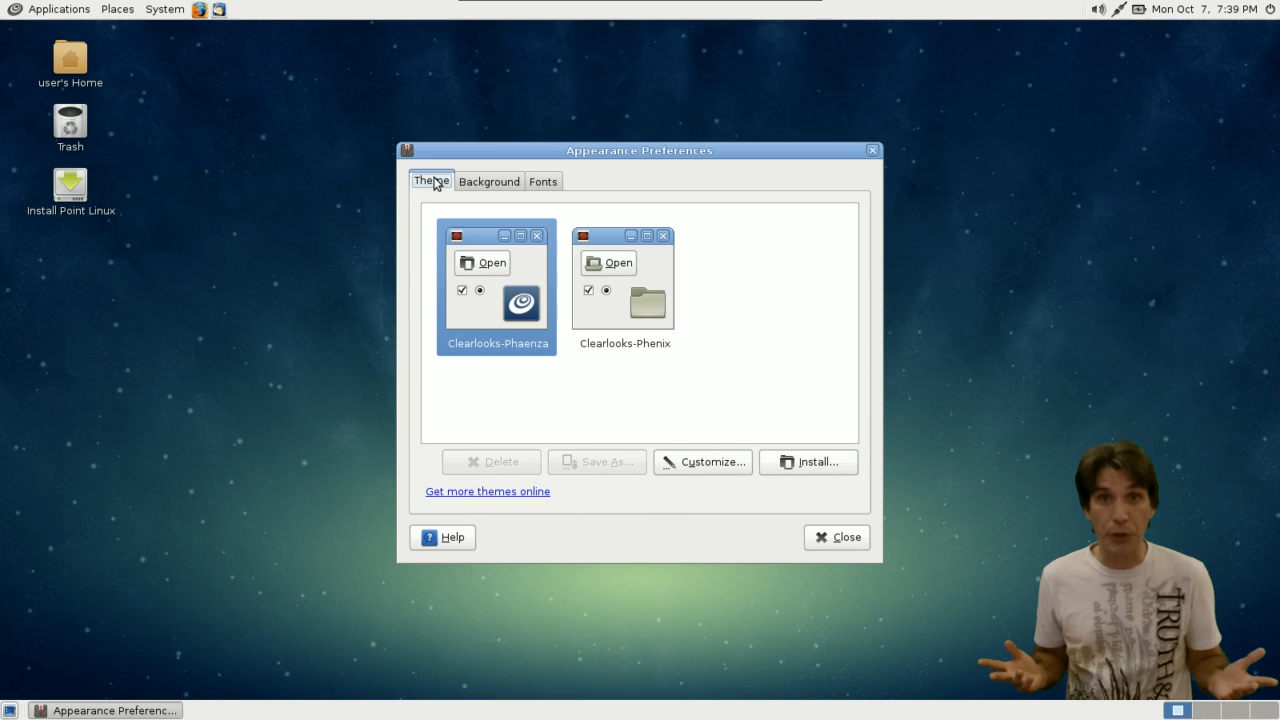 Applications Places System
Mon Oct 7, 7:39 PM
user's Home
Trash
Install Point Linux
Appearance Preferences
Theme Background Fonts
Open
Clearlooks-Phaenza
Open
Clearlooks-Phenix
Delete Save As... Customize... Install...
Get more themes online
? Help
Close
TRUTH&
Appearance Preferenc...